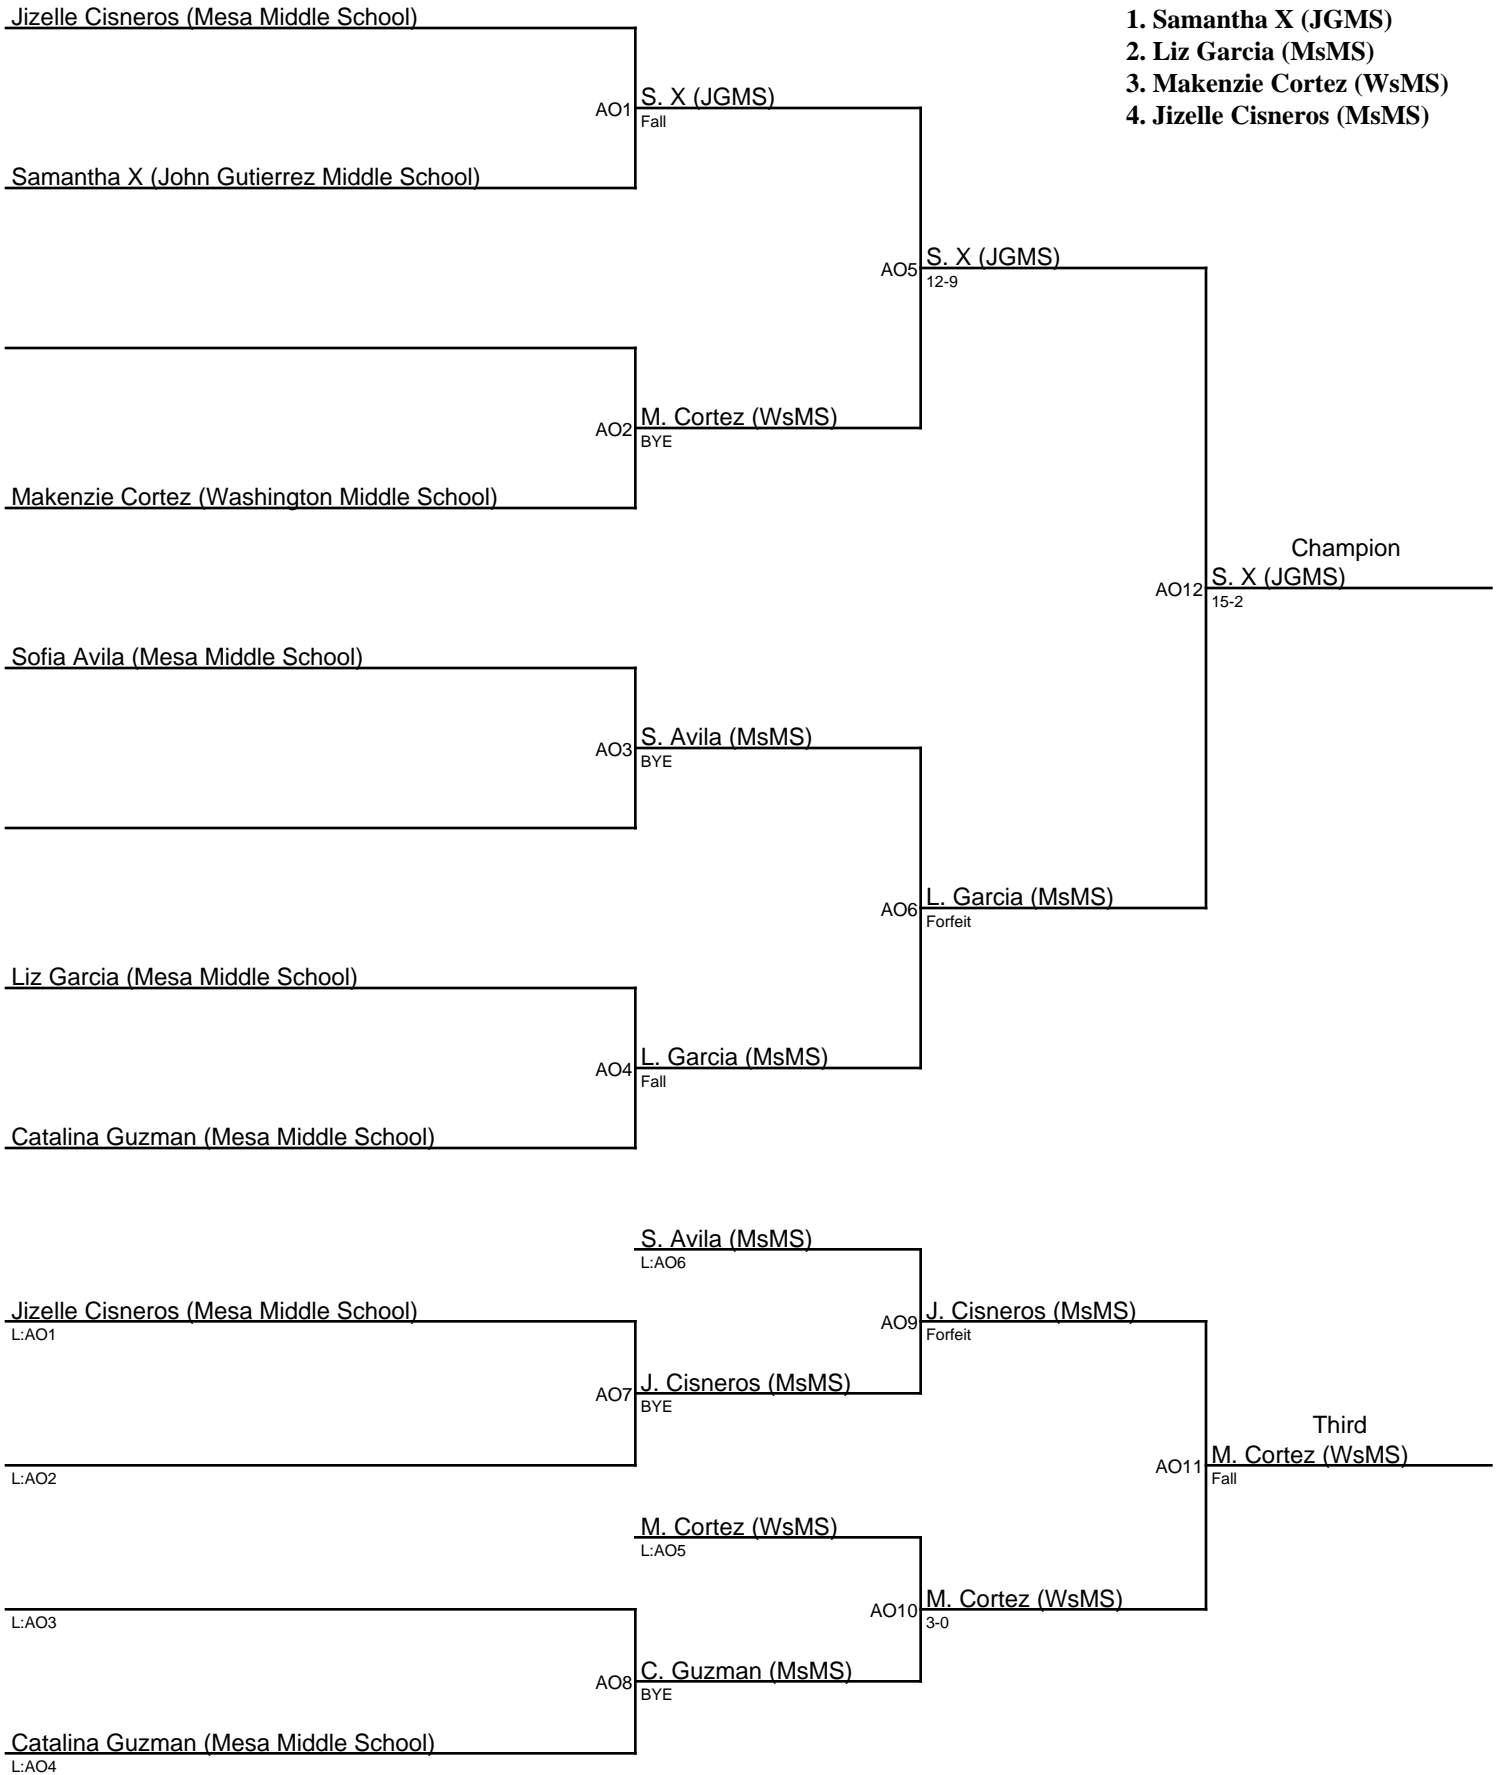 Jizelle Cisneros (Mesa Middle School)
1. Samantha X (JGMS)
2. Liz Garcia (MsMS)
3. Makenzie Cortez (WsMS)
4. Jizelle Cisneros (MsMS)
AO1
S. X (JGMS)
Fall
Samantha X (John Gutierrez Middle School)
AO5
S. X (JGMS)
12-9
AO2
M. Cortez (WsMS)
BYE
Makenzie Cortez (Washington Middle School)
Champion
AO12
S. X (JGMS)
15-2
Sofia Avila (Mesa Middle School)
AO3
S. Avila (MsMS)
BYE
AO6
L. Garcia (MsMS)
Forfeit
Liz Garcia (Mesa Middle School)
AO4
L. Garcia (MsMS)
Fall
Catalina Guzman (Mesa Middle School)
S. Avila (MsMS)
L:AO6
Jizelle Cisneros (Mesa Middle School)
L:AO1
AO9
J. Cisneros (MsMS)
Forfeit
AO7
J. Cisneros (MsMS)
BYE
Third
AO11
M. Cortez (WsMS)
Fall
L:AO2
M. Cortez (WsMS)
L:AO5
L:AO3
AO10
M. Cortez (WsMS)
3-0
AO8
C. Guzman (MsMS)
BYE
Catalina Guzman (Mesa Middle School)
L:AO4